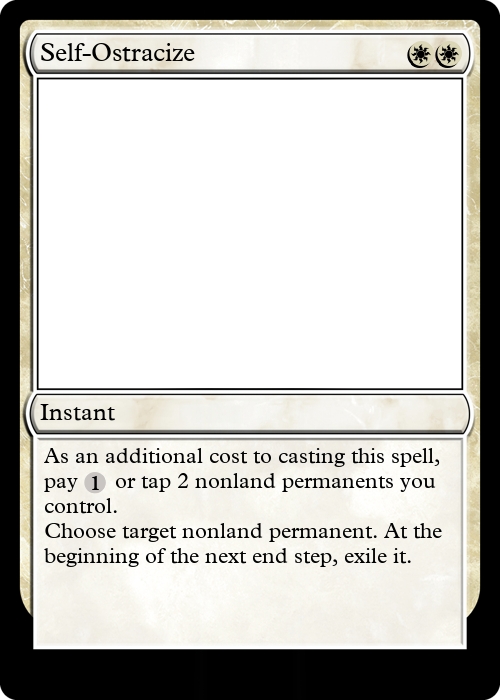 Self-Ostracize
Instant
As an additional cost to casting this spell,
pay 1 or tap 2 nonland permanents you
control.
Choose target nonland permanent. At the
beginning of the next end step, exile it.